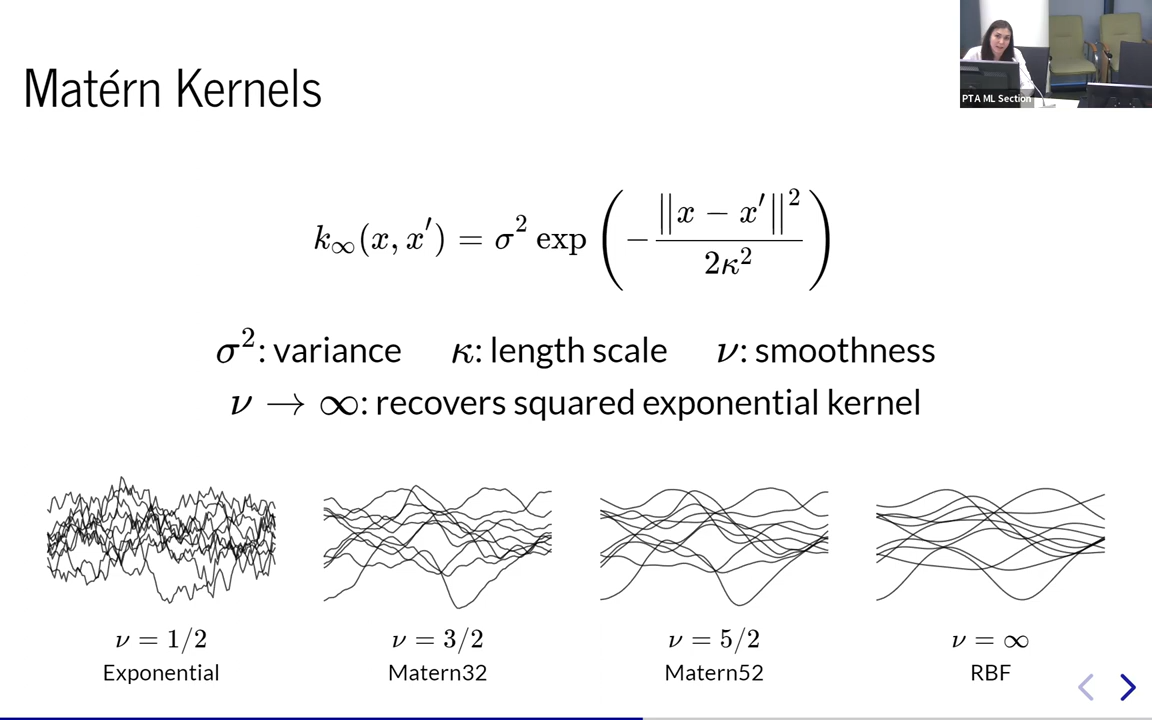 PTA ML Section
Matérn Kernels
k∞(x, x′) = σ² exp(−‖x − x′‖² / 2κ²)
σ²: variance κ: length scale ν: smoothness
ν → ∞: recovers squared exponential kernel
ν = 1/2 ν = 3/2 ν = 5/2 ν = ∞
Exponential Matern32 Matern52 RBF